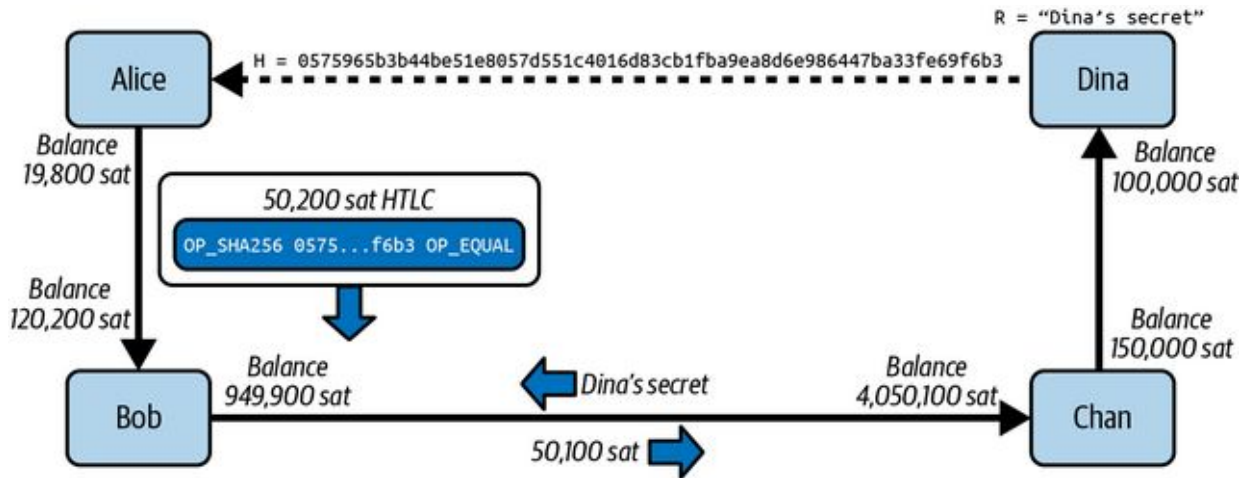 R = “Dina’s secret”
Alice
H = 0575965b3b44be51e8057d551c4016d83cb1fba9ea8d6e986447ba33fe69f6b3
Dina
Balance
19,800 sat
Balance
100,000 sat
50,200 sat HTLC
OP_SHA256 0575...f6b3 OP_EQUAL
Balance
120,200 sat
Balance
150,000 sat
Bob
Balance
949,900 sat
Dina’s secret
Balance
4,050,100 sat
Chan
50,100 sat